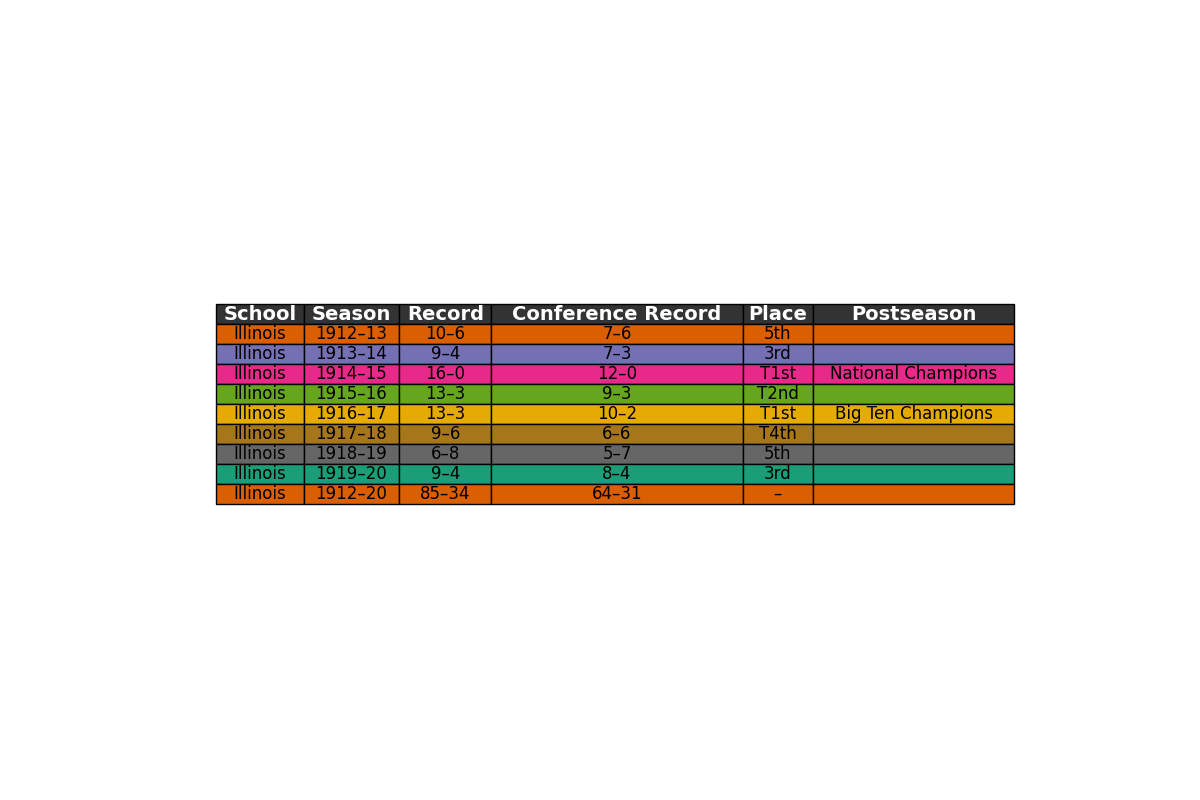 School Season Record Conference Record Place Postseason
Illinois 1912–13 10–6 7–6 5th
Illinois 1913–14 9–4 7–3 3rd
Illinois 1914–15 16–0 12–0 T1st National Champions
Illinois 1915–16 13–3 9–3 T2nd
Illinois 1916–17 13–3 10–2 T1st Big Ten Champions
Illinois 1917–18 9–6 6–6 T4th
Illinois 1918–19 6–8 5–7 5th
Illinois 1919–20 9–4 8–4 3rd
Illinois 1912–20 85–34 64–31 –